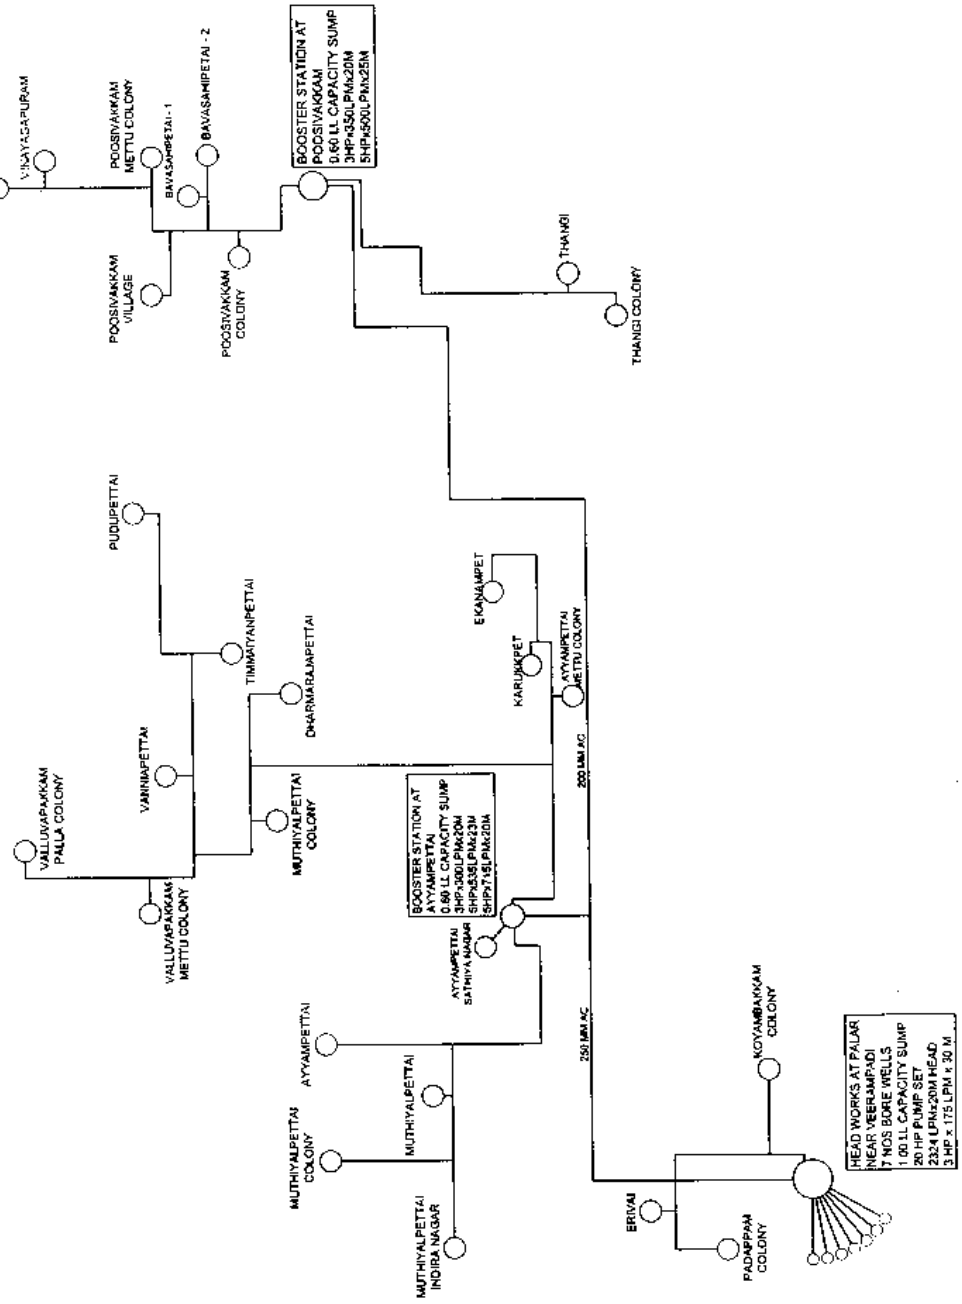 VINAYAGAPURAM
POOSIVAKKAM
METTU COLONY
BAVASAHIPETAI - 1
BAVASAHIPETAI - 2
POOSIVAKKAM
VILLAGE
POOSIVAKKAM
COLONY
BOOSTER STATION AT
POOSIVAKKAM
0.60 LL CAPACITY SUMP
3HPx350LPMx20M
5HPx500LPMx25M
THANGI
THANGI COLONY
PUDUPETTAI
TIMMAIYANPETTAI
DHARMARAJAPETTAI
VANNIAPETTAI
VALLUVAPAKKAM
PALLA COLONY
VALLUVAPAKKAM
METTU COLONY
MUTHIYALPETTAI
COLONY
EKANAMPET
KARUKKPET
AYYAMPETTAI
METTU COLONY
200 MM AC
BOOSTER STATION AT
AYYAMPETTAI
0.60 LL CAPACITY SUMP
3HPx300LPMx20M
5HPx535LPMx23M
5HPx715LPMx20M
AYYAMPETTAI
SATHIYA NAGAR
AYYAMPETTAI
MUTHIYALPETTAI
MUTHIYALPETTAI
COLONY
MUTHIYALPETTAI
INDIRA NAGAR
250 MM AC
KOYAMBAKKAM
COLONY
ERIVAI
PADAPPAM
COLONY
HEAD WORKS AT PALAR
NEAR VEERAMPADI
7 NOS BORE WELLS
1.00 LL CAPACITY SUMP
20 HP PUMP SET
2324 LPMx20M HEAD
3 HP x 175 LPM x 30 M